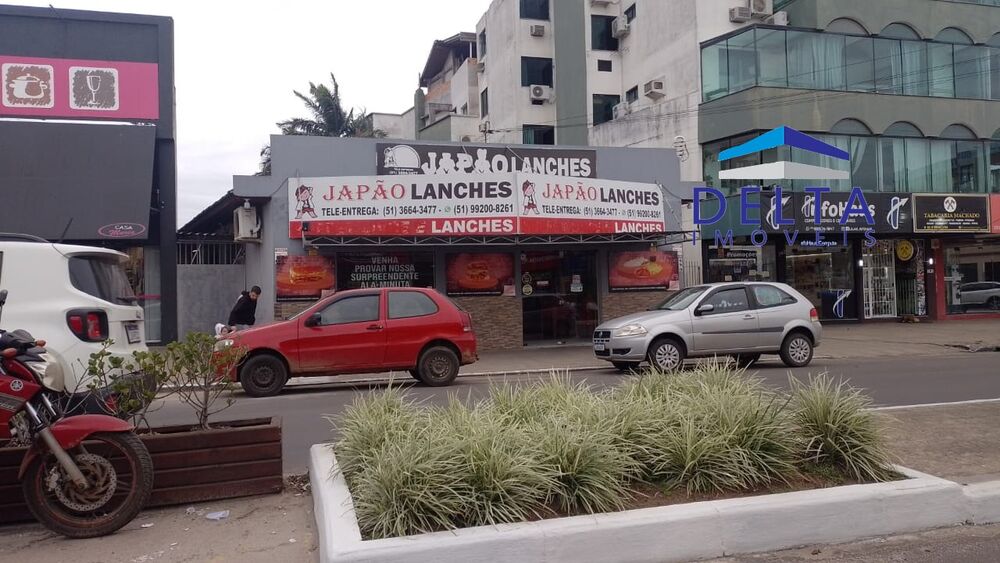 JAPÃO LANCHES
JAPÃO LANCHES
TELE-ENTREGA: (51) 3664-3477 - (51) 99200-8261
LANCHES
JAPÃO LANCHES
TELE-ENTREGA: (51) 3664-3477 - (51) 99200-8261
LANCHES
VENHA
PROVAR NOSSA
SURPREENDENTE
ALA-MINUTA
CASA
DELTA
IMÓVEIS
TABACARIA MACHADO
Promoções